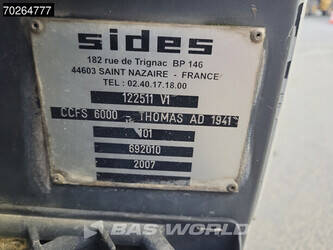 70264777
sides
182 rue de Trignac BP 146
44603 SAINT NAZAIRE - FRANCE
TEL : 02.40.17.18.00
122511 V1
CCFS 6000 - THOMAS AD 1941
101
692010
2007
BAS WORLD